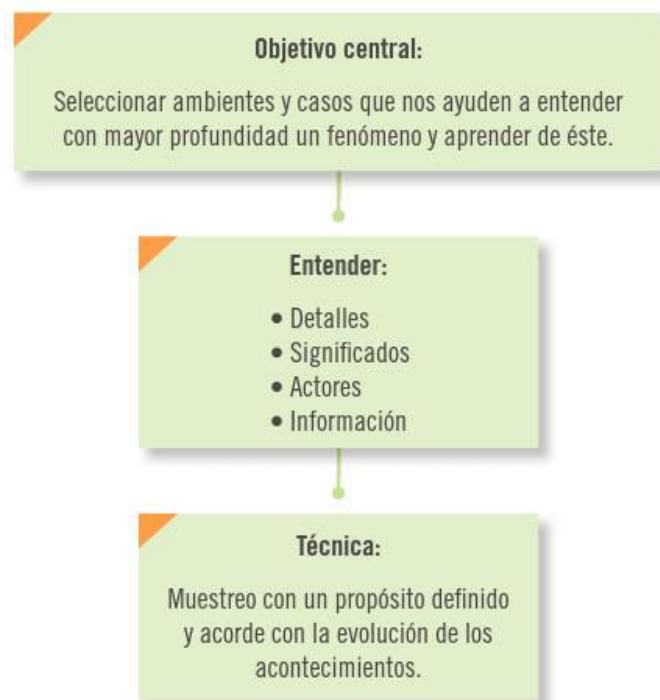 Objetivo central:
Seleccionar ambientes y casos que nos ayuden a entender
con mayor profundidad un fenómeno y aprender de éste.
Entender:
• Detalles
• Significados
• Actores
• Información
Técnica:
Muestreo con un propósito definido
y acorde con la evolución de los
acontecimientos.